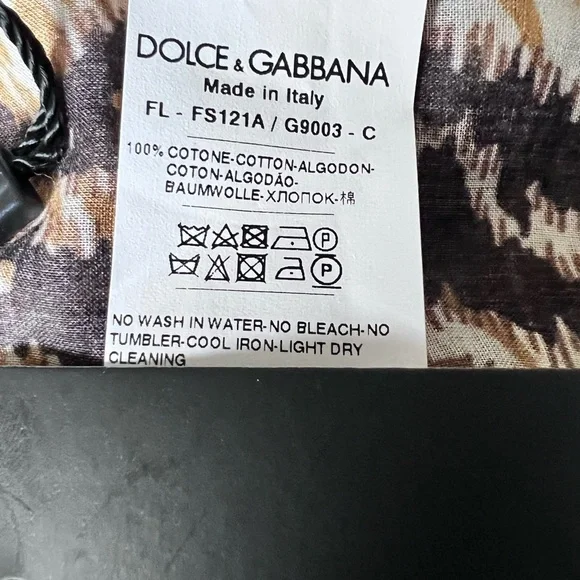 DOLCE & GABBANA
Made in Italy
FL - FS121A / G9003 - C
100% COTONE-COTTON-ALGODON-
COTON-ALGODÃO-
BAUMWOLLE-ХЛОПОК-棉
P
P
NO WASH IN WATER-NO BLEACH-NO
TUMBLER-COOL IRON-LIGHT DRY
CLEANING